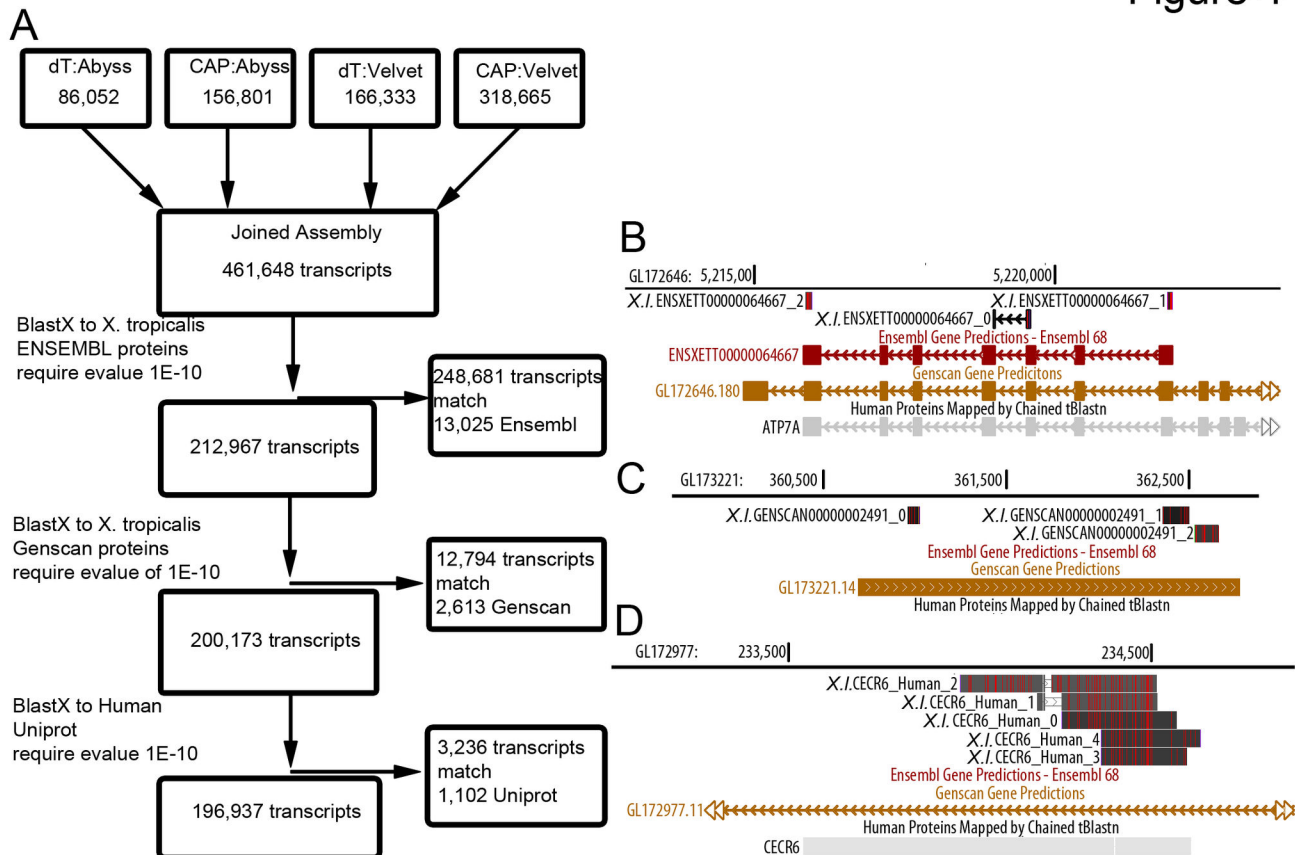 A
dT:Abyss
86,052
CAP:Abyss
156,801
dT:Velvet
166,333
CAP:Velvet
318,665
Joined Assembly
461,648 transcripts
BlastX to X. tropicalis
ENSEMBL proteins
require evalue 1E-10
248,681 transcripts
match
13,025 Ensembl
212,967 transcripts
BlastX to X. tropicalis
Genscan proteins
require evalue of 1E-10
12,794 transcripts
match
2,613 Genscan
200,173 transcripts
BlastX to Human
Uniprot
require evalue 1E-10
3,236 transcripts
match
1,102 Uniprot
196,937 transcripts
B
GL172646: 5,215,00 5,220,000
X.l. ENSXETT00000064667_2 X.l. ENSXETT00000064667_1
X.l. ENSXETT00000064667_0
Ensembl Gene Predictions - Ensembl 68
ENSXETT00000064667
Genscan Gene Predicitons
GL172646.180
Human Proteins Mapped by Chained tBlastn
ATP7A
C
GL173221: 360,500 361,500 362,500
X.l. GENSCAN00000002491_0 X.l. GENSCAN00000002491_1
X.l. GENSCAN00000002491_2
Ensembl Gene Predictions - Ensembl 68
Genscan Gene Predictions
GL173221.14
Human Proteins Mapped by Chained tBlastn
D
GL172977: 233,500 234,500
X.l. CECR6_Human_2
X.l. CECR6_Human_1
X.l. CECR6_Human_0
X.l. CECR6_Human_4
X.l. CECR6_Human_3
Ensembl Gene Predictions - Ensembl 68
Genscan Gene Predictions
GL172977.11
Human Proteins Mapped by Chained tBlastn
CECR6